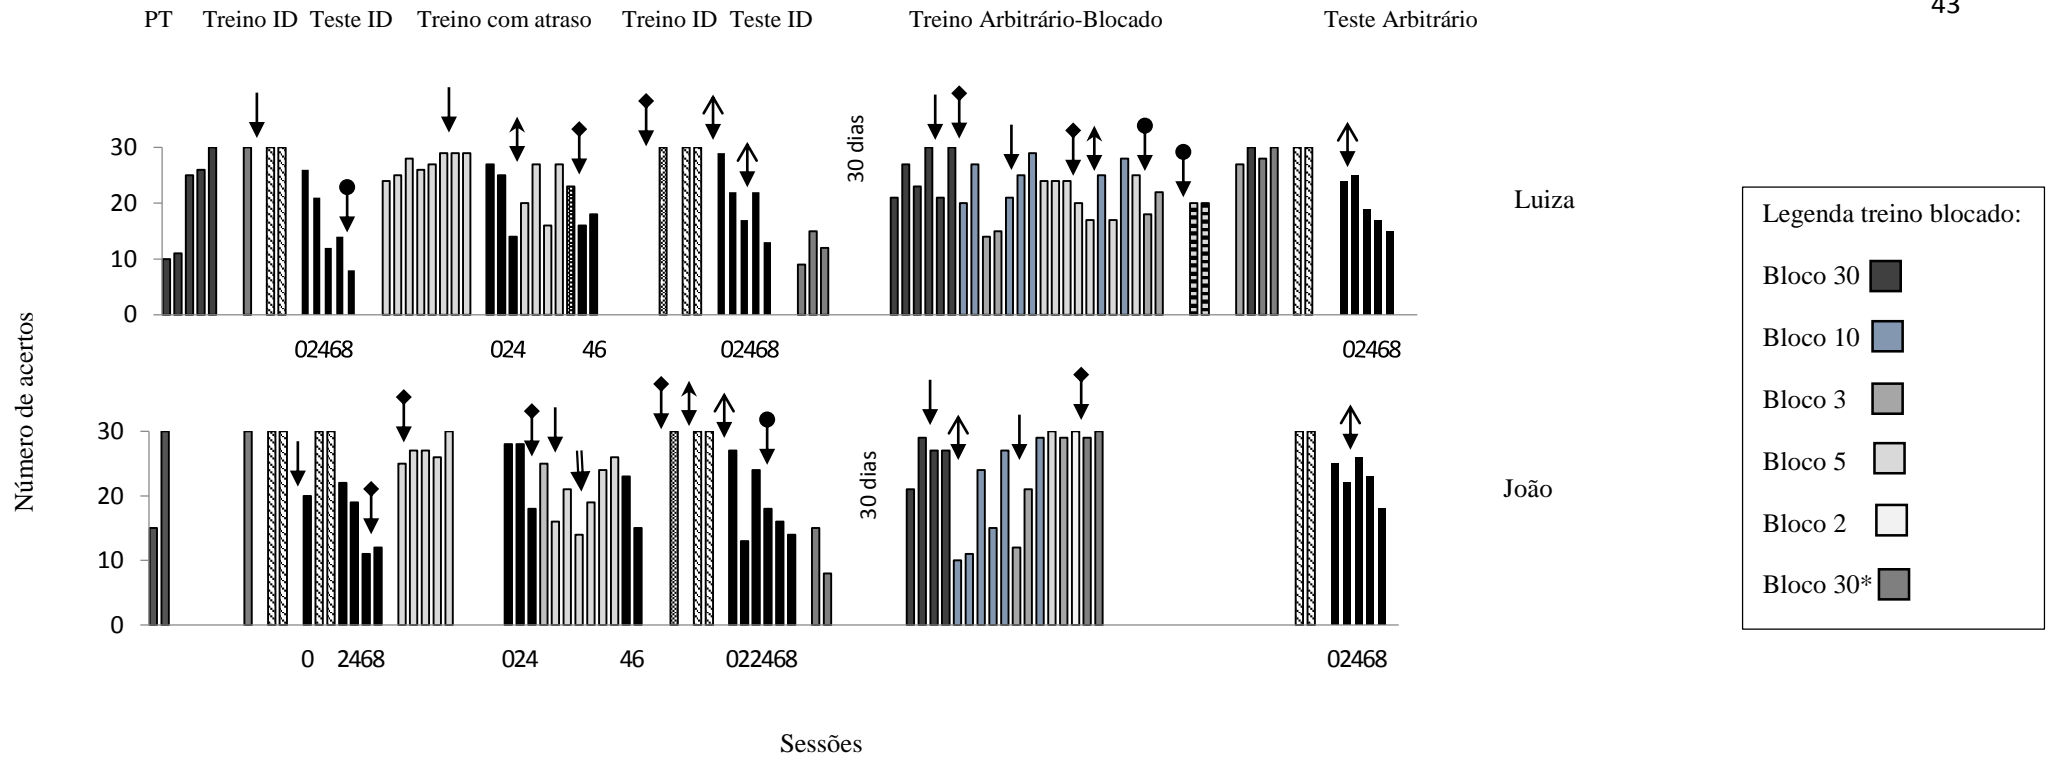 43
PT Treino ID Teste ID Treino com atraso Treino ID Teste ID Treino Arbitrário-Blocado Teste Arbitrário
30
20
10
0
30 dias
Luiza
02468 024 46 02468 02468
Número de acertos
30
20
10
0
30 dias
João
0 2468 024 46 022468 02468
Sessões
Legenda treino blocado:
Bloco 30
Bloco 10
Bloco 3
Bloco 5
Bloco 2
Bloco 30*